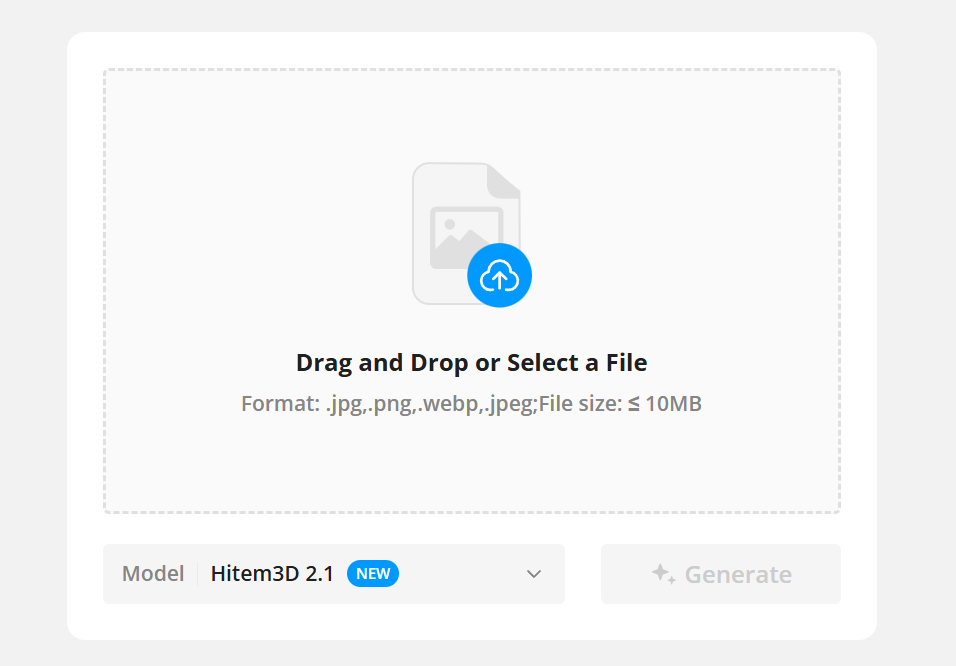 Drag and Drop or Select a File
Format: .jpg,.png,.webp,.jpeg;File size: ≤ 10MB
Model Hitem3D 2.1 NEW Generate